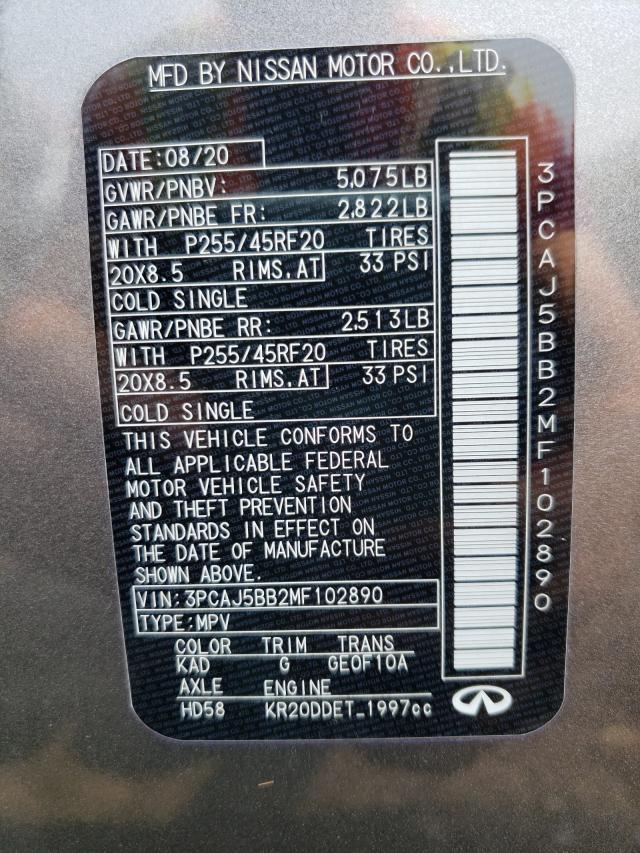 MFD BY NISSAN MOTOR CO.,LTD.
DATE:08/20
GVWR/PNBV: 5,075LB
GAWR/PNBE FR: 2,822LB
WITH P255/45RF20 TIRES
20X8.5 RIMS,AT 33 PSI
COLD SINGLE
GAWR/PNBE RR: 2,513LB
WITH P255/45RF20 TIRES
20X8.5 RIMS,AT 33 PSI
COLD SINGLE
THIS VEHICLE CONFORMS TO
ALL APPLICABLE FEDERAL
MOTOR VEHICLE SAFETY
AND THEFT PREVENTION
STANDARDS IN EFFECT ON
THE DATE OF MANUFACTURE
SHOWN ABOVE.
VIN:3PCAJ5BB2MF102890
TYPE:MPV
COLOR TRIM TRANS
KAD G GE0F10A
AXLE ENGINE
HD58 KR20DDET_1997cc
3PCAJ5BB2MF102890